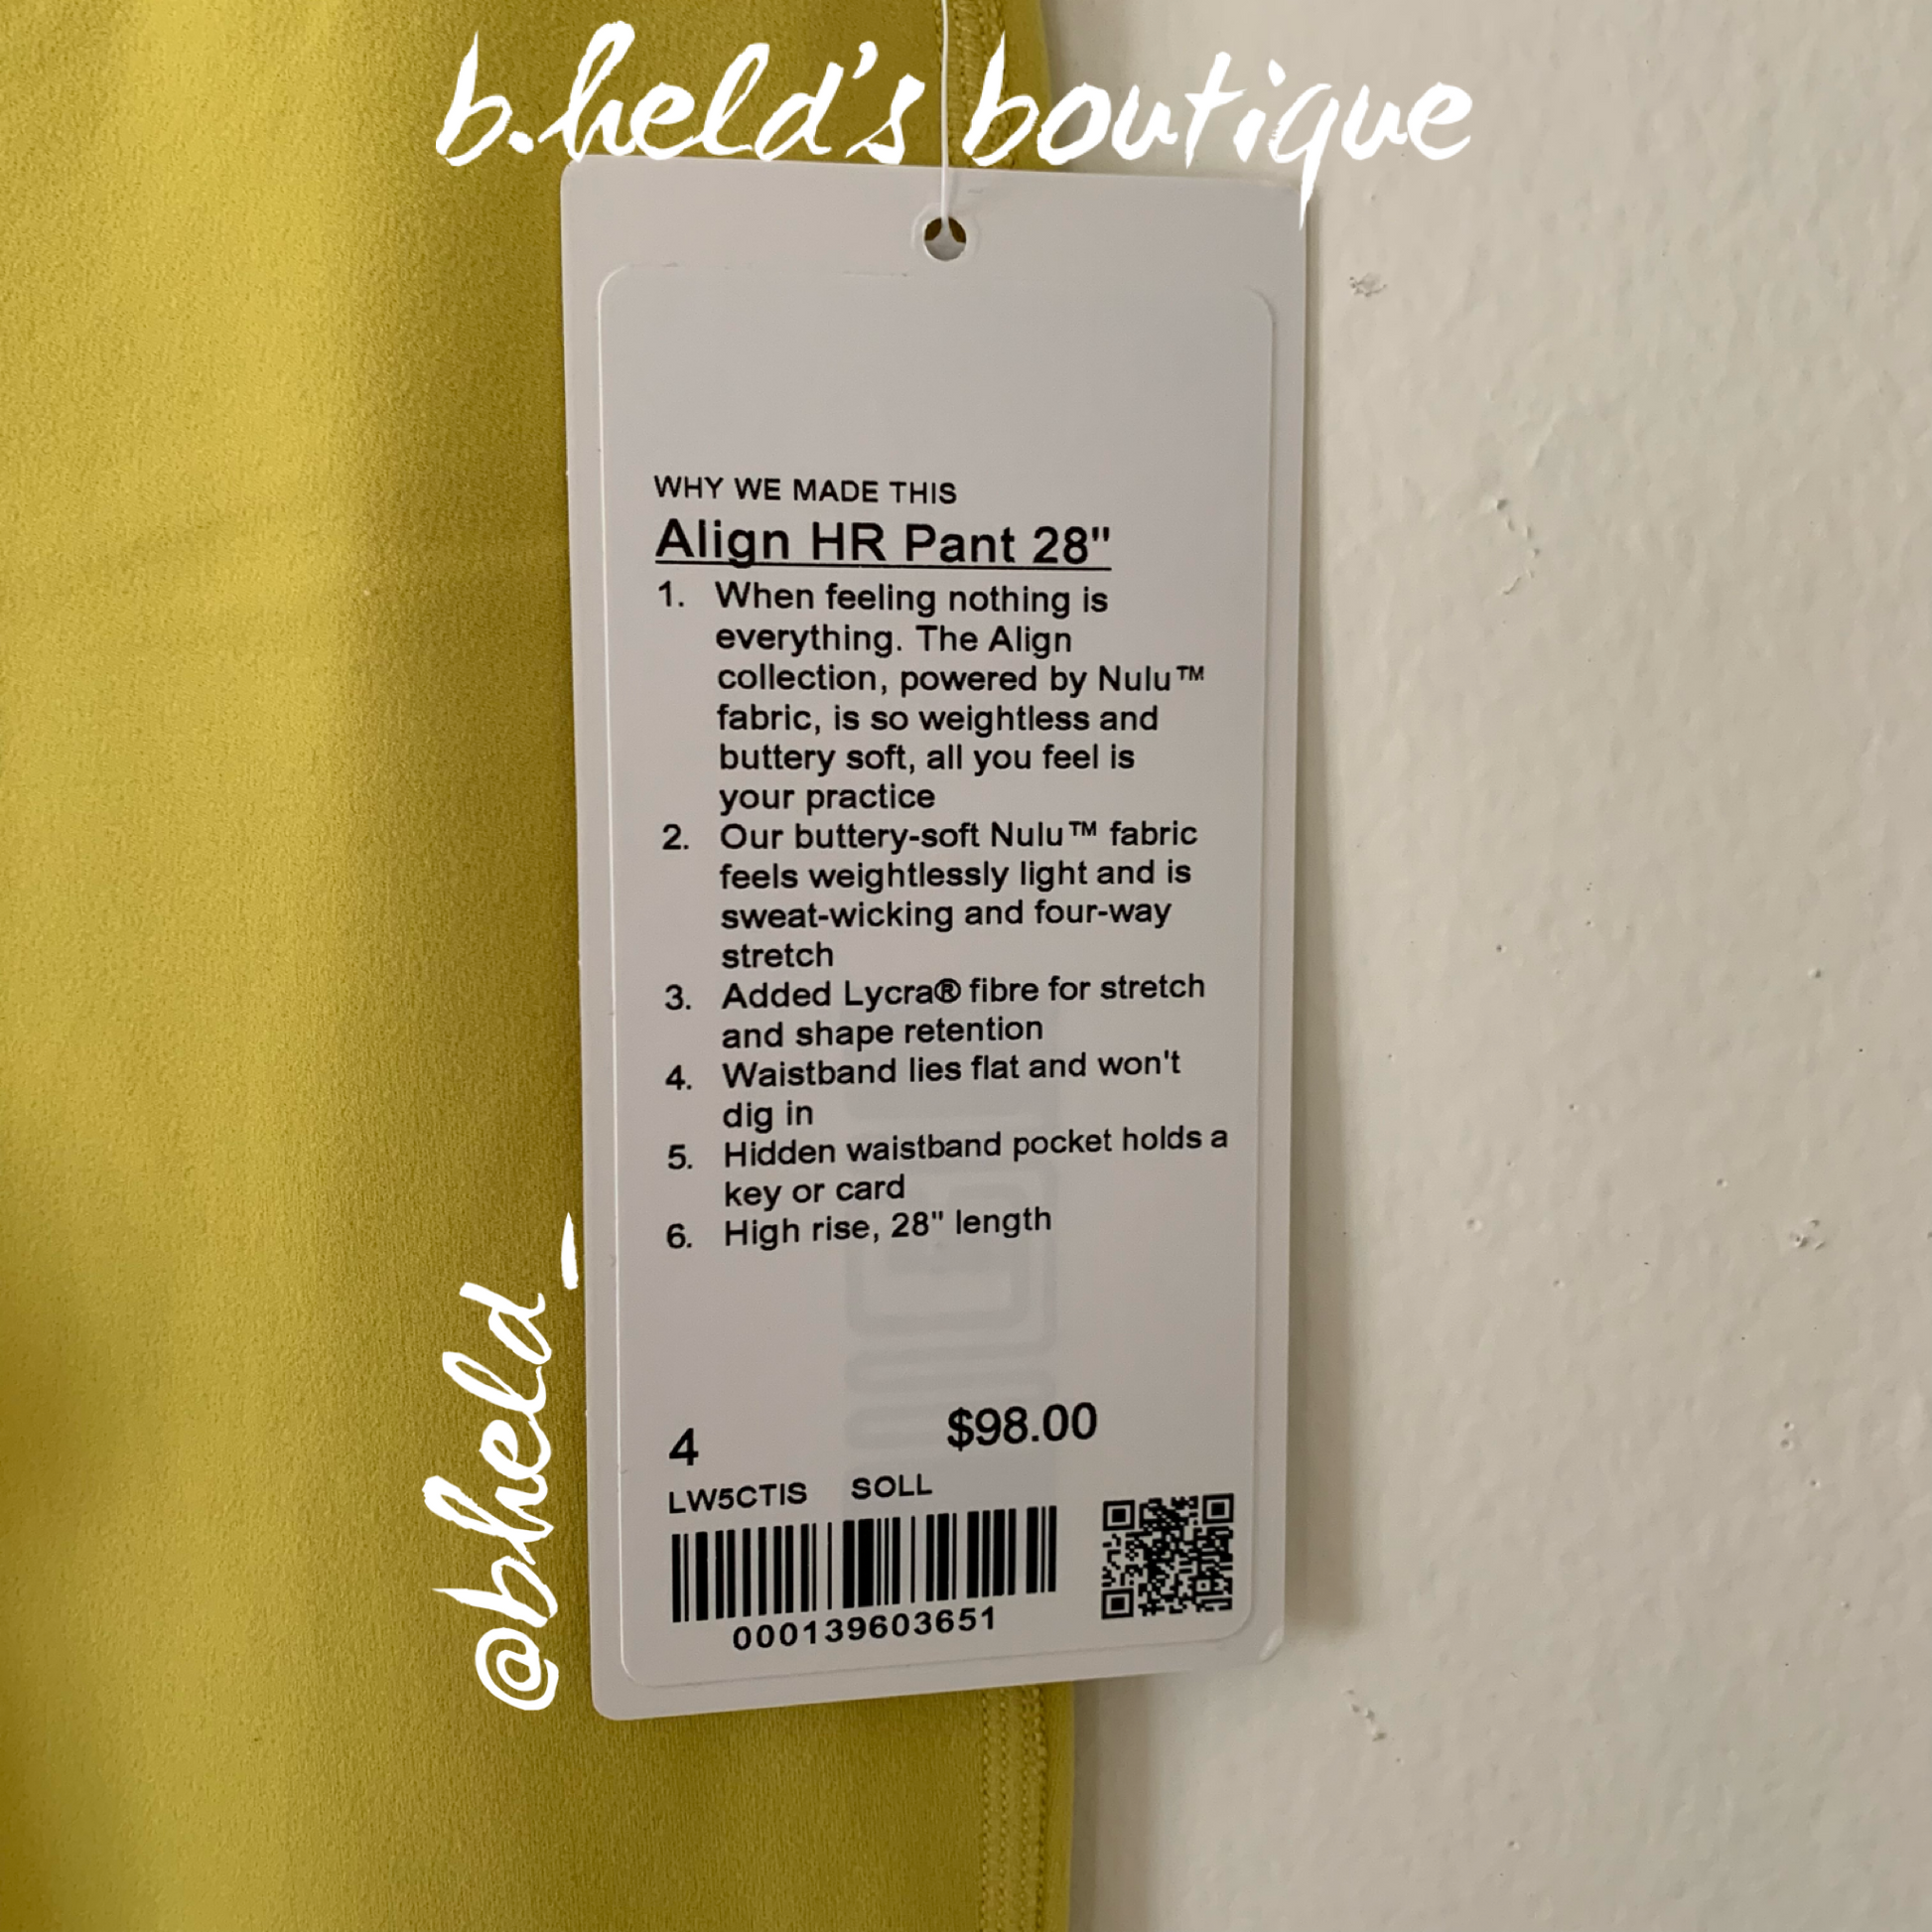 b.held's boutique
WHY WE MADE THIS
Align HR Pant 28"
1. When feeling nothing is
everything. The Align
collection, powered by Nulu™
fabric, is so weightless and
buttery soft, all you feel is
your practice
2. Our buttery-soft Nulu™ fabric
feels weightlessly light and is
sweat-wicking and four-way
stretch
3. Added Lycra® fibre for stretch
and shape retention
4. Waistband lies flat and won't
dig in
5. Hidden waistband pocket holds a
key or card
6. High rise, 28" length
4 $98.00
LW5CTIS SOLL
000139603651
@bheld_